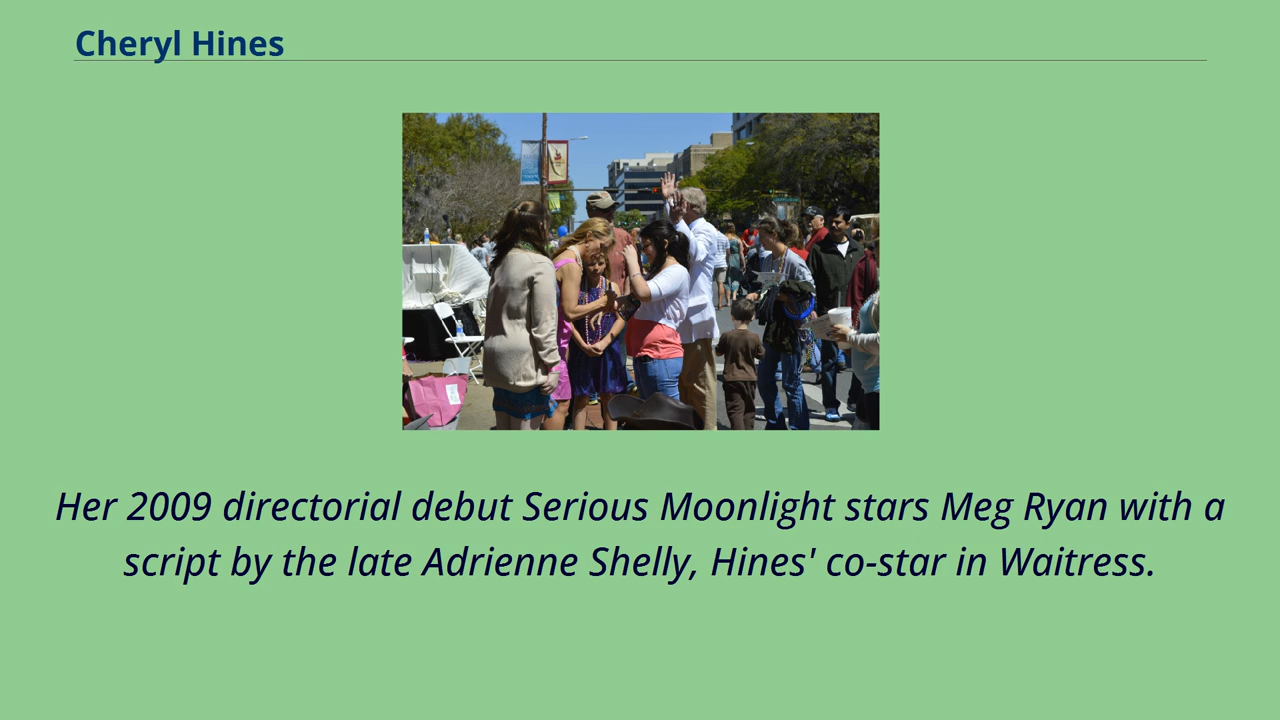 Cheryl Hines
Her 2009 directorial debut Serious Moonlight stars Meg Ryan with a
script by the late Adrienne Shelly, Hines' co-star in Waitress.